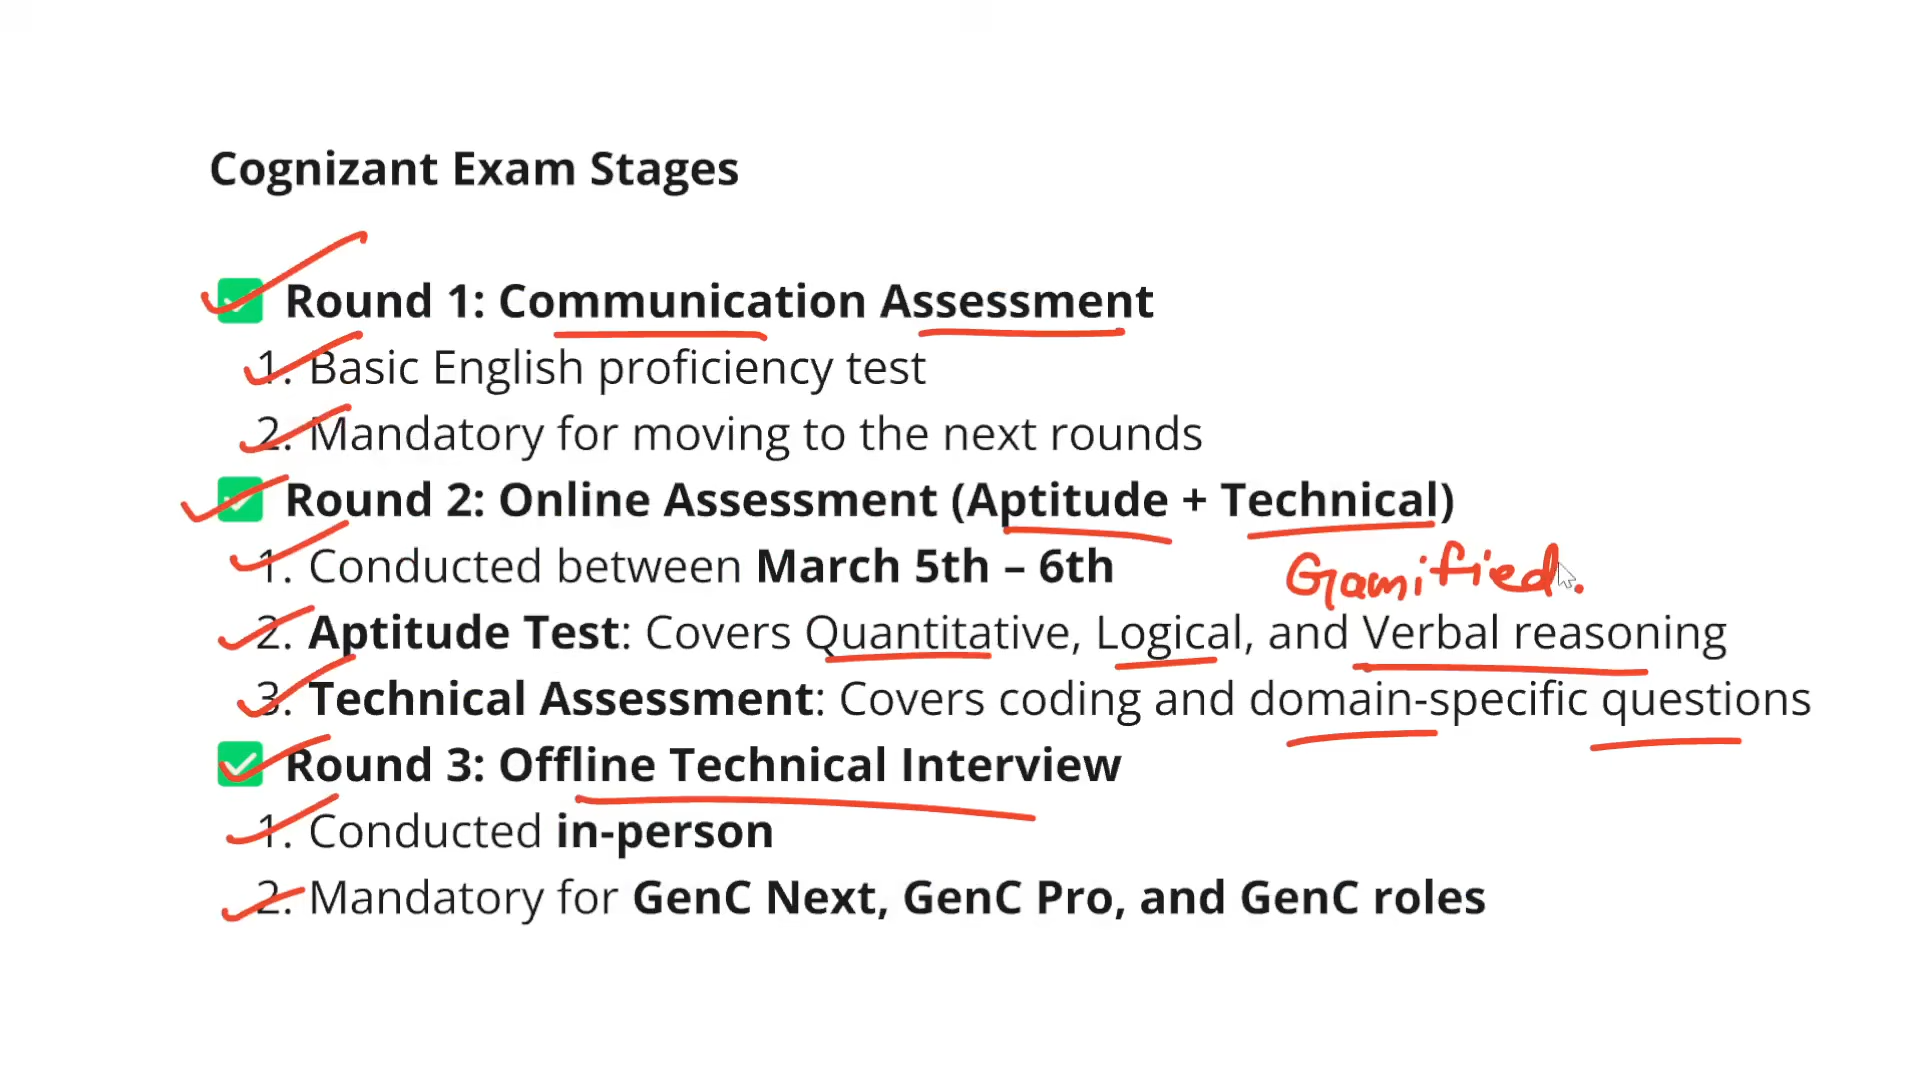 Cognizant Exam Stages
Round 1: Communication Assessment
1. Basic English proficiency test
2. Mandatory for moving to the next rounds
Round 2: Online Assessment (Aptitude + Technical)
1. Conducted between March 5th – 6th
Gamified.
2. Aptitude Test: Covers Quantitative, Logical, and Verbal reasoning
3. Technical Assessment: Covers coding and domain-specific questions
Round 3: Offline Technical Interview
1. Conducted in-person
2. Mandatory for GenC Next, GenC Pro, and GenC roles